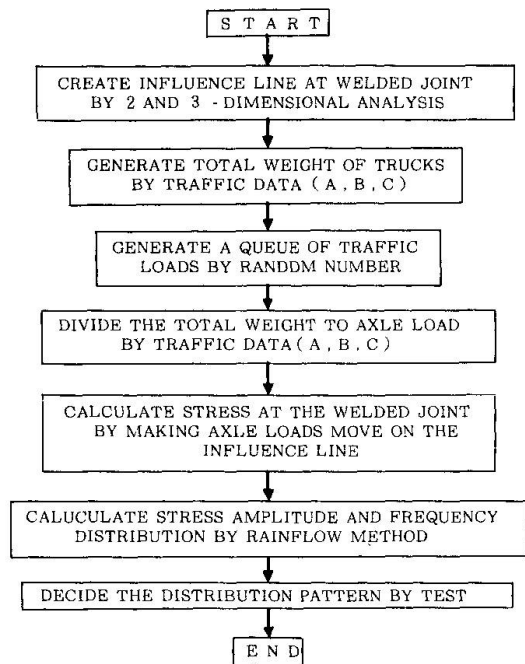 S T A R T
CREATE INFLUENCE LINE AT WELDED JOINT
BY 2 AND 3 - DIMENSIONAL ANALYSIS
GENERATE TOTAL WEIGHT OF TRUCKS
BY TRAFFIC DATA ( A , B , C )
GENERATE A QUEUE OF TRAFFIC
LOADS BY RANDDM NUMBER
DIVIDE THE TOTAL WEIGHT TO AXLE LOAD
BY TRAFFIC DATA ( A , B , C )
CALCULATE STRESS AT THE WELDED JOINT
BY MAKING AXLE LOADS MOVE ON THE
INFLUENCE LINE
CALUCULATE STRESS AMPLITUDE AND FREQUENCY
DISTRIBUTION BY RAINFLOW METHOD
DECIDE THE DISTRIBUTION PATTERN BY TEST
E N D